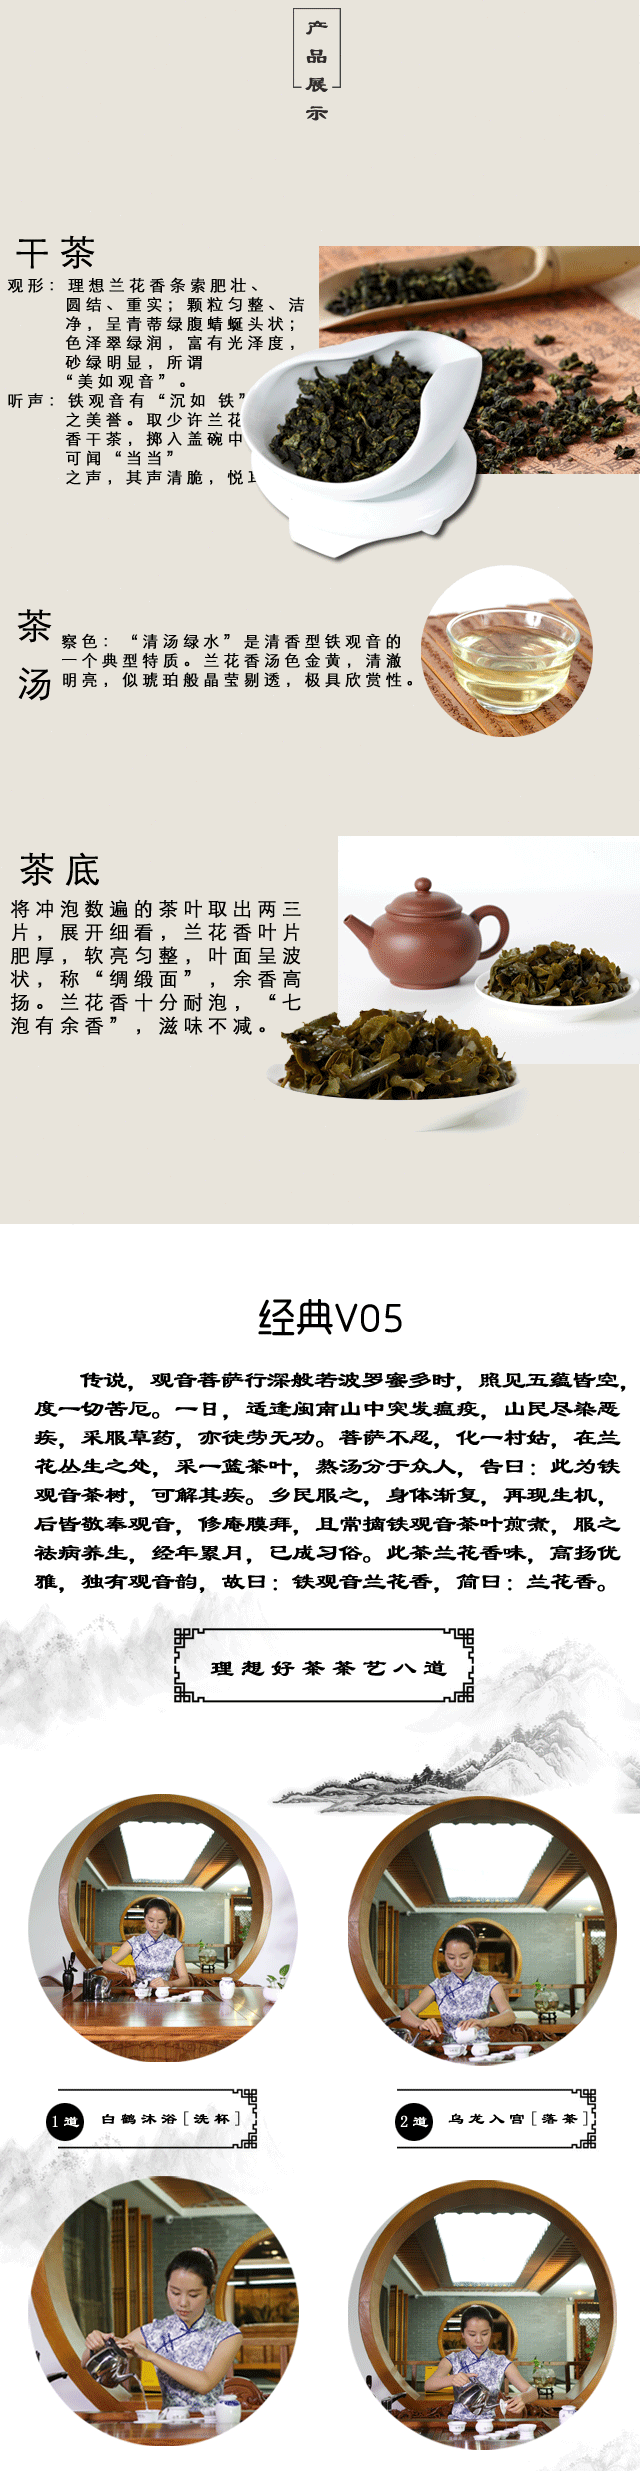 产品展示
干茶
观形：理想兰花香条索肥壮、
圆结、重实；颗粒匀整、洁
净，呈青蒂绿腹蜻蜓头状；
色泽翠绿润，富有光泽度，
砂绿明显，所谓
“美如观音”。
听声：铁观音有“沉如 铁”
之美誉。取少许兰花
香干茶，掷入盖碗中
可闻“当当”
之声，其声清脆，悦
茶汤
察色：“清汤绿水”是清香型铁观音的
一个典型特质。兰花香汤色金黄，清澈
明亮，似琥珀般晶莹剔透，极具欣赏性。
茶底
将冲泡数遍的茶叶取出两三
片，展开细看，兰花香叶片
肥厚，软亮匀整，叶面呈波
状，称“绸缎面”，余香高
扬。兰花香十分耐泡，“七
泡有余香”，滋味不减。
经典V05
传说，观音菩萨行深般若波罗蜜多时，照见五蕴皆空，
度一切苦厄。一日，适逢闽南山中突发瘟疫，山民尽染恶
疾，采服草药，亦徒劳无功。菩萨不忍，化一村姑，在兰
花丛生之处，采一蓝茶叶，熬汤分于众人，告曰：此为铁
观音茶树，可解其疾。乡民服之，身体渐复，再现生机，
后皆敬奉观音，修庵膜拜，且常摘铁观音茶叶煎煮，服之
祛病养生，经年累月，已成习俗。此茶兰花香味，高扬优
雅，独有观音韵，故曰：铁观音兰花香，简曰：兰花香。
理想好茶茶艺八道
1道 白鹤沐浴[洗杯]
2道 乌龙入宫[落茶]